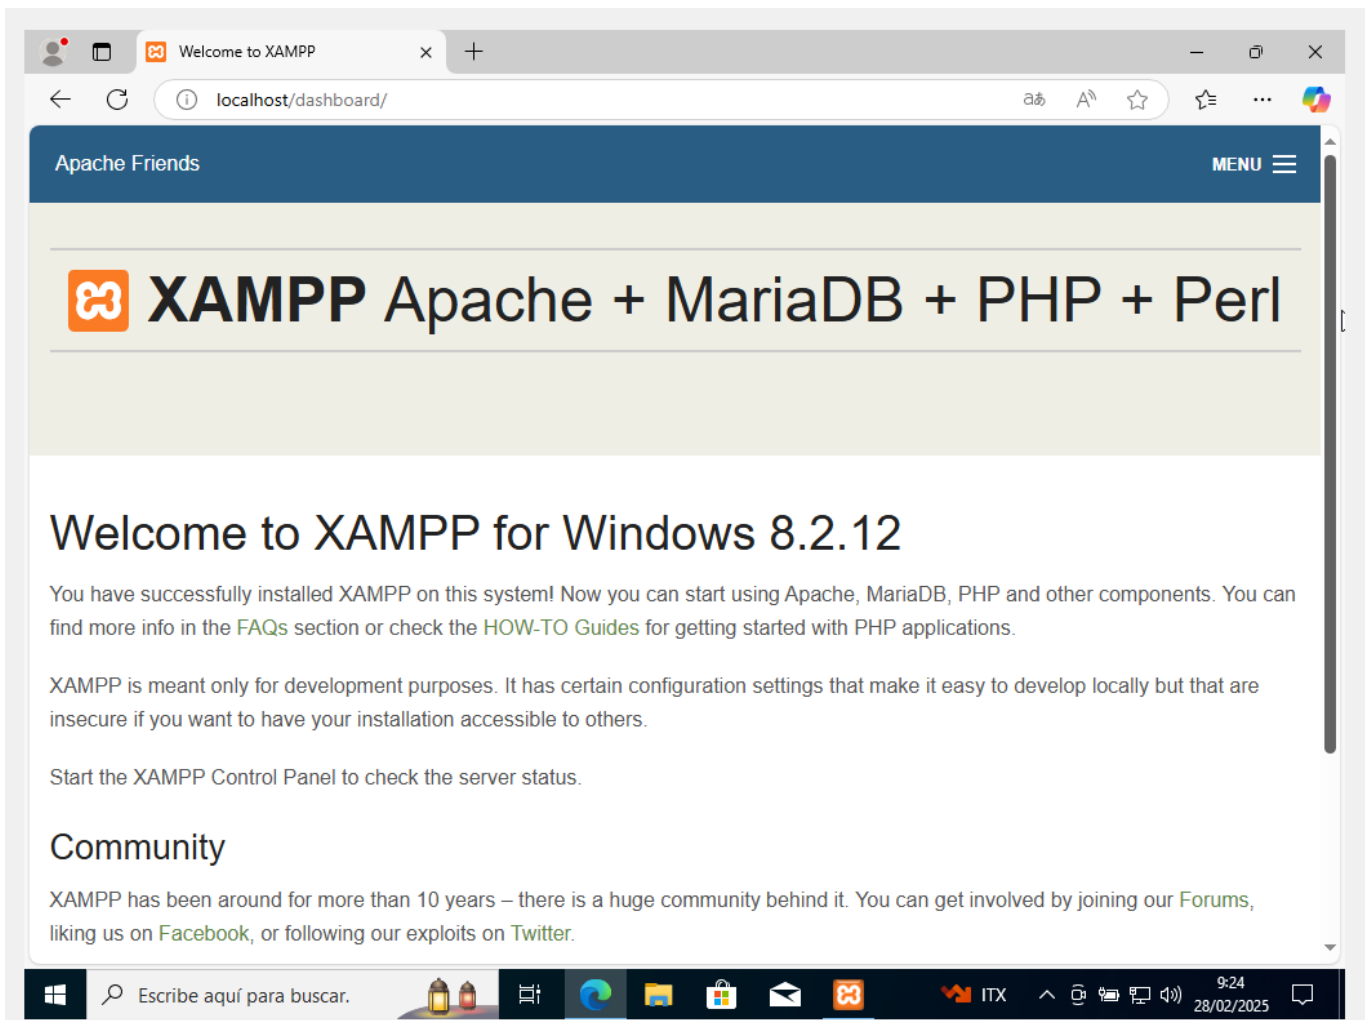 Welcome to XAMPP
localhost/dashboard/
Apache Friends
MENU
XAMPP Apache + MariaDB + PHP + Perl
Welcome to XAMPP for Windows 8.2.12
You have successfully installed XAMPP on this system! Now you can start using Apache, MariaDB, PHP and other components. You can
find more info in the FAQs section or check the HOW-TO Guides for getting started with PHP applications.
XAMPP is meant only for development purposes. It has certain configuration settings that make it easy to develop locally but that are
insecure if you want to have your installation accessible to others.
Start the XAMPP Control Panel to check the server status.
Community
XAMPP has been around for more than 10 years – there is a huge community behind it. You can get involved by joining our Forums,
liking us on Facebook, or following our exploits on Twitter.
Escribe aquí para buscar.
ITX
9:24
28/02/2025